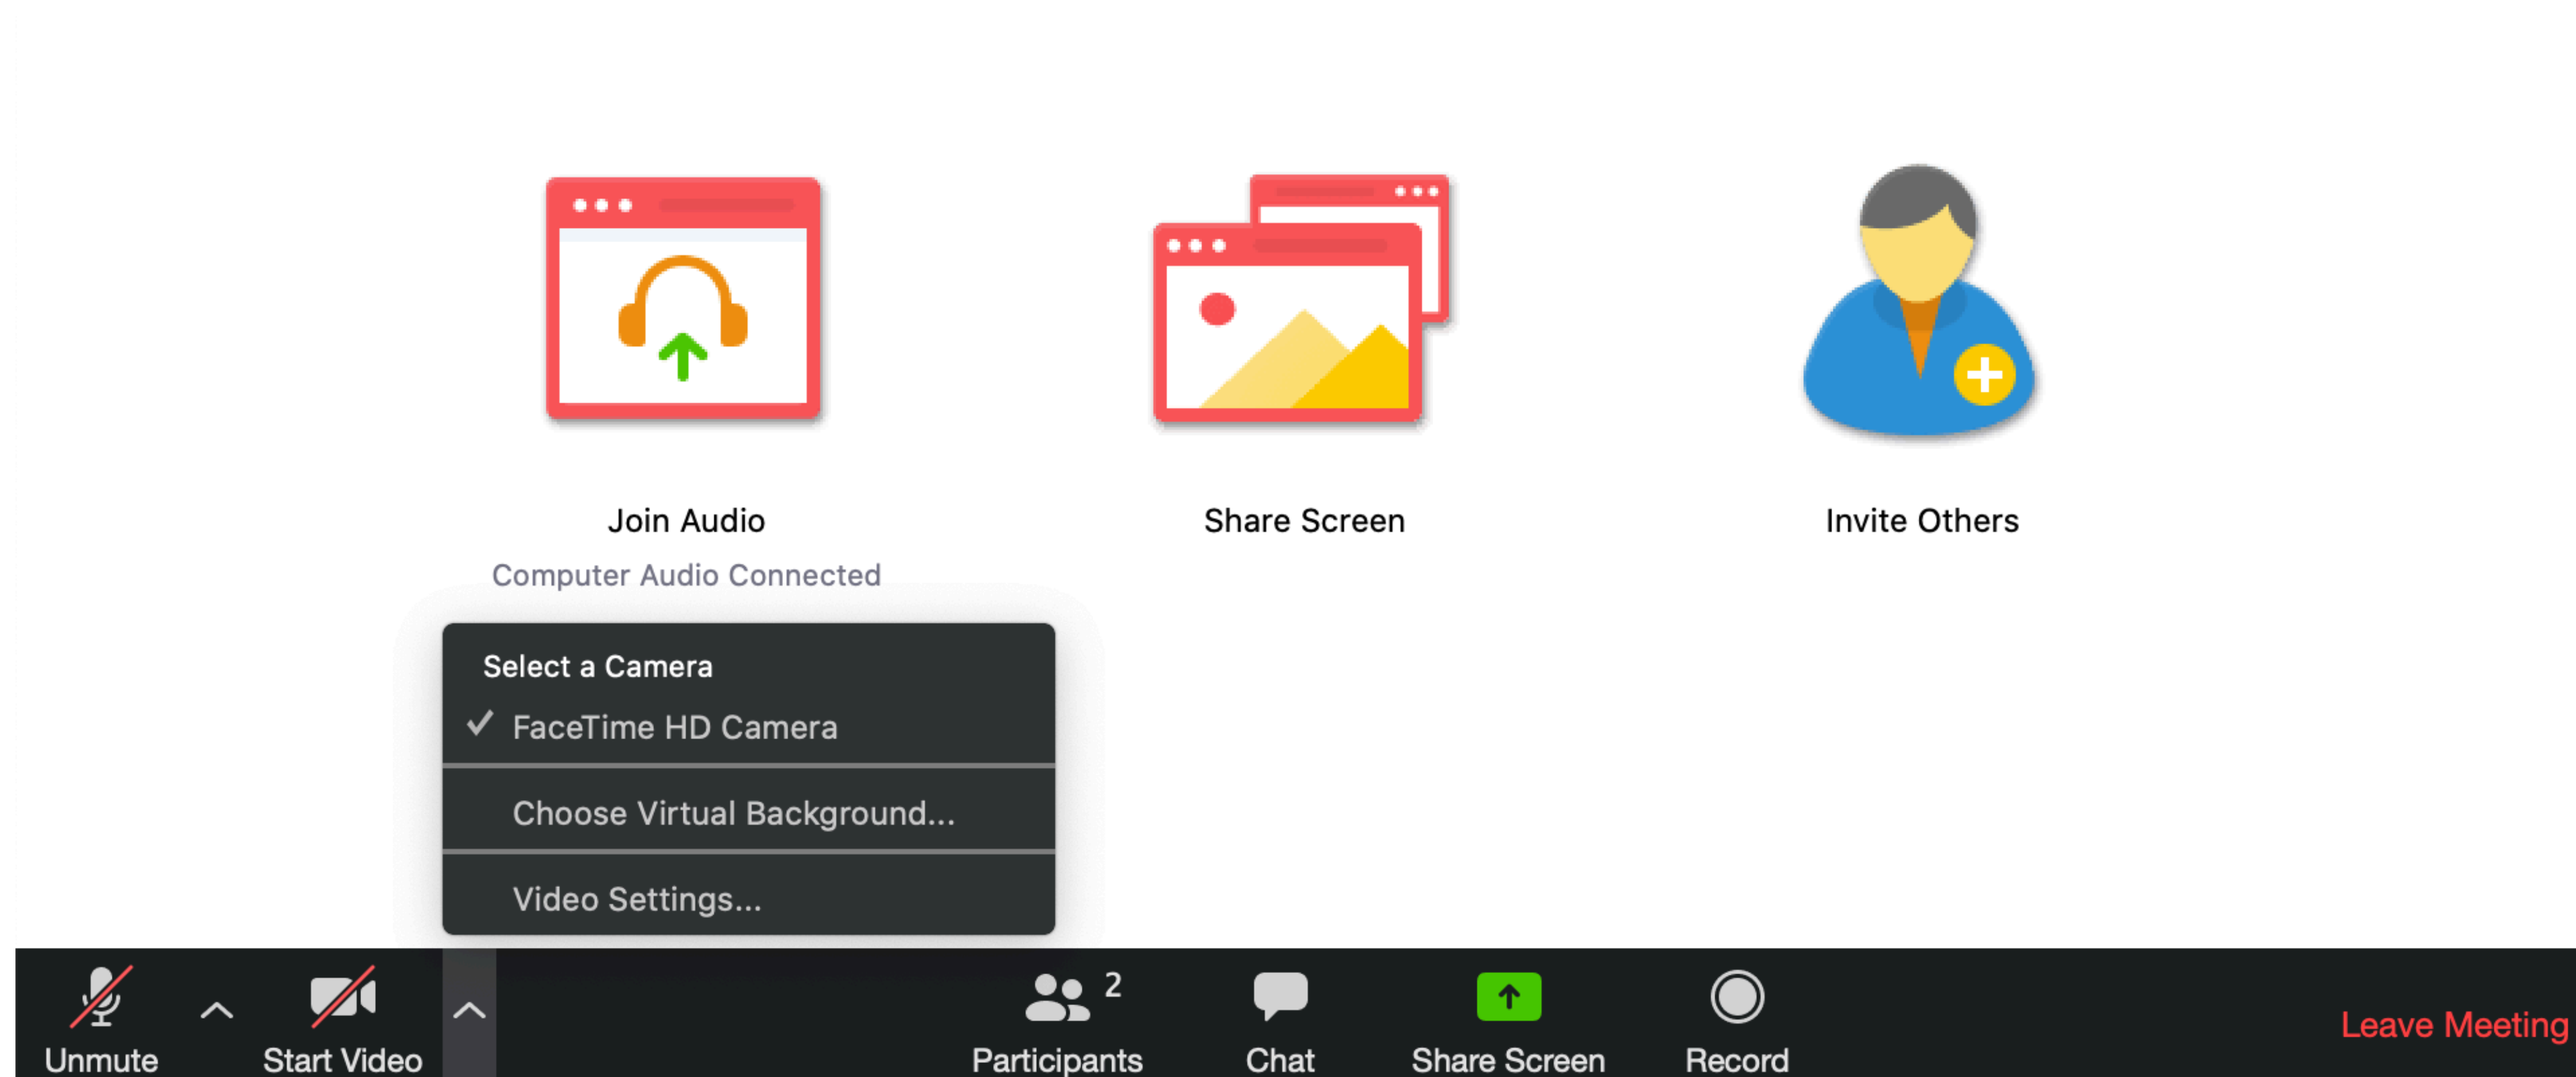 Join Audio
Computer Audio Connected
Share Screen
Invite Others
Select a Camera
FaceTime HD Camera
Choose Virtual Background...
Video Settings...
Unmute
Start Video
2
Participants
Chat
Share Screen
Record
Leave Meeting